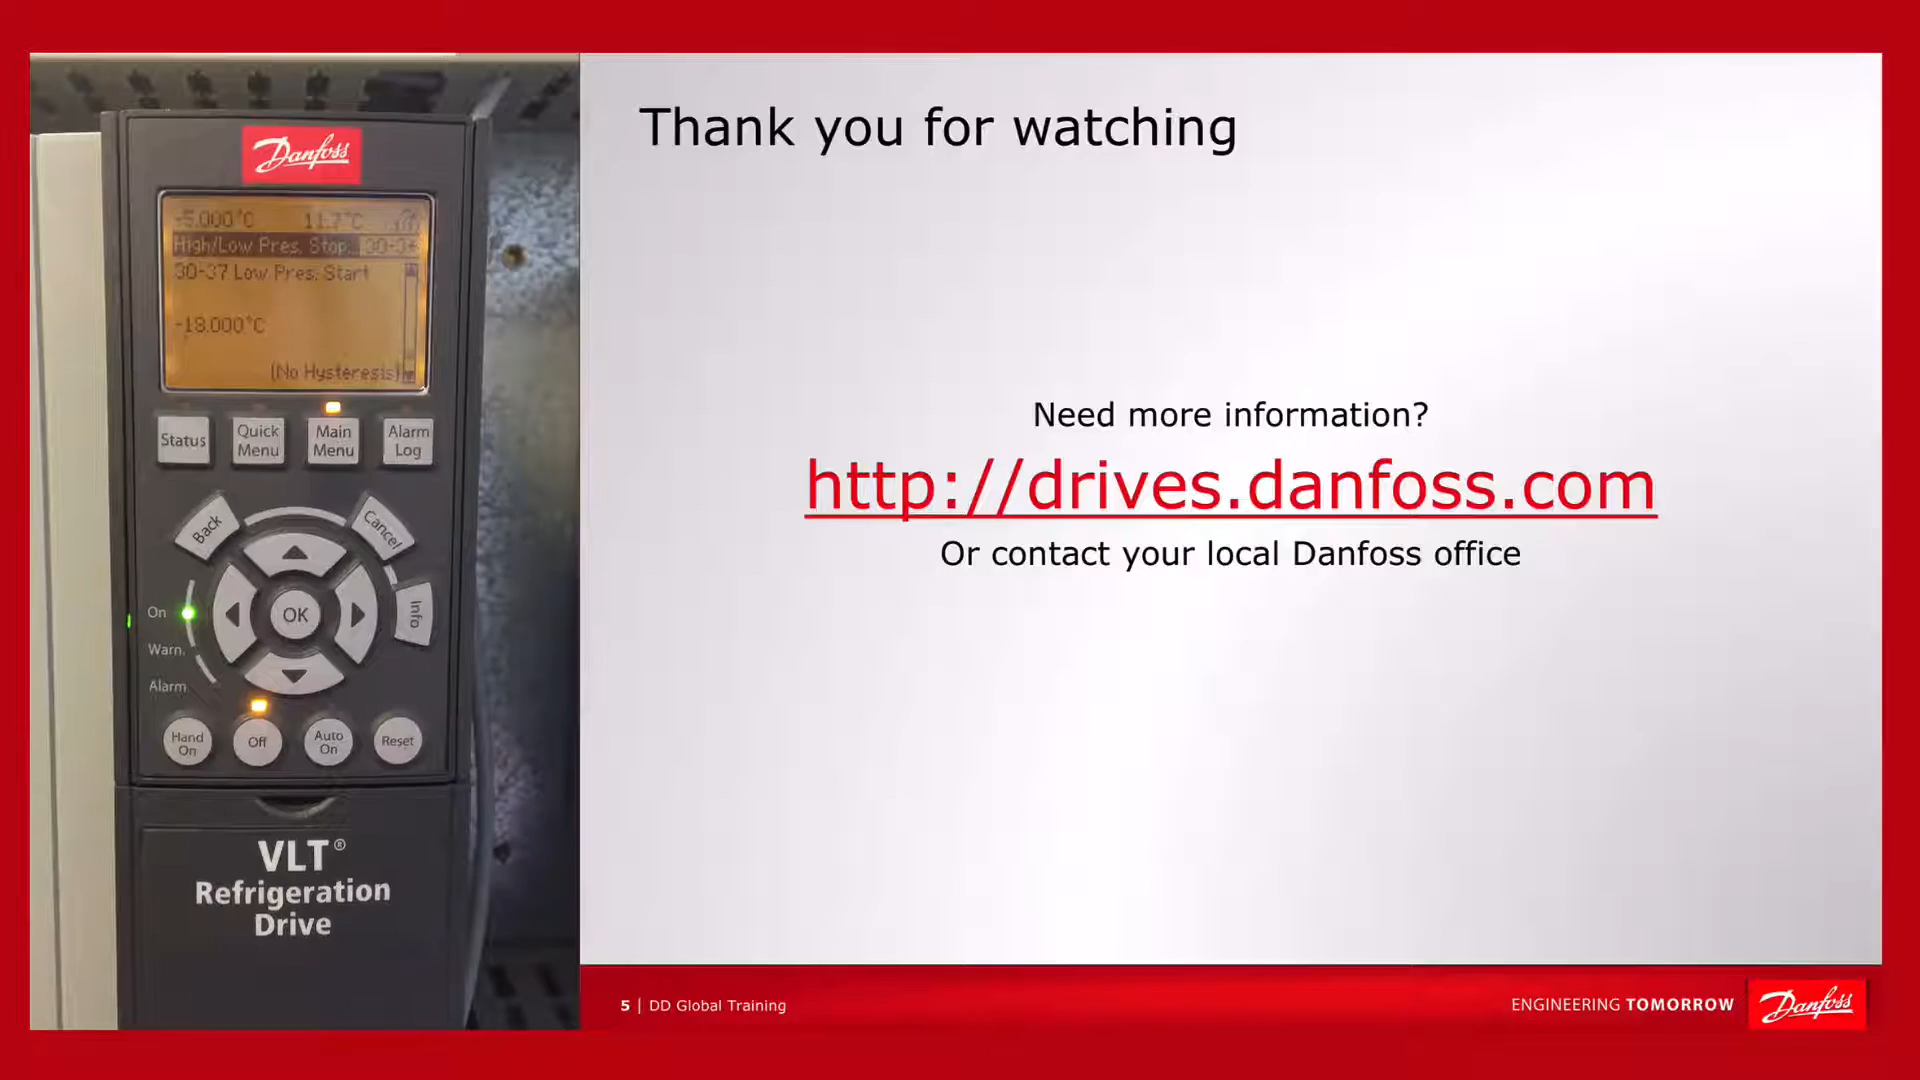 Danfoss
-5.000°C 11.7°C
High/Low Pres. Stop
30-37 Low Pres. Start
-18.000°C
(No Hysteresis)
Status
Quick
Menu
Main
Menu
Alarm
Log
Back
Cancel
Info
OK
On
Warn.
Alarm
Hand
On
Off
Auto
On
Reset
VLT®
Refrigeration
Drive
Thank you for watching
Need more information?
http://drives.danfoss.com
Or contact your local Danfoss office
5 | DD Global Training
ENGINEERING TOMORROW
Danfoss